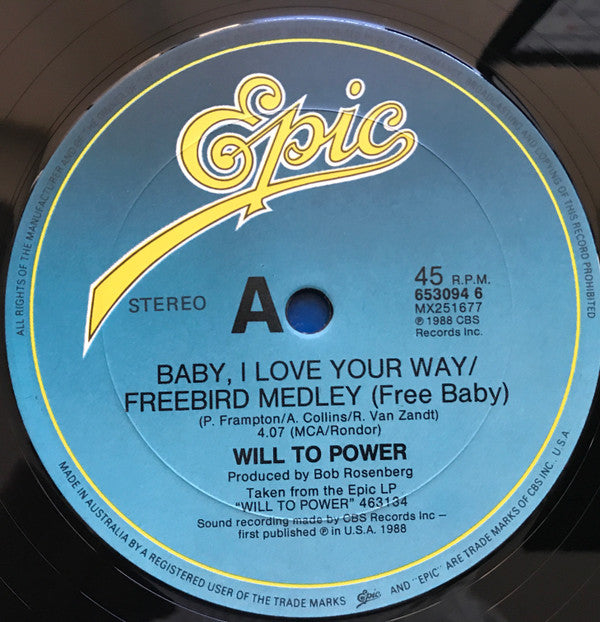 Epic
STEREO
A
45 R.P.M.
653094 6
MX251677
℗ 1988 CBS
Records Inc.
BABY, I LOVE YOUR WAY/
FREEBIRD MEDLEY (Free Baby)
(P. Frampton/A. Collins/R. Van Zandt)
4.07 (MCA/Rondor)
WILL TO POWER
Produced by Bob Rosenberg
Taken from the Epic LP
"WILL TO POWER" 463134
Sound recording made by CBS Records Inc –
first published ℗ in U.S.A. 1988
ALL RIGHTS OF THE MANUFACTURER AND OF THE
BROADCASTING AND COPYING OF THIS RECORD PROHIBITED
MADE IN AUSTRALIA BY A REGISTERED USER OF THE TRADE MARKS Epic AND "EPIC" ARE TRADE MARKS OF CBS INC. U.S.A.